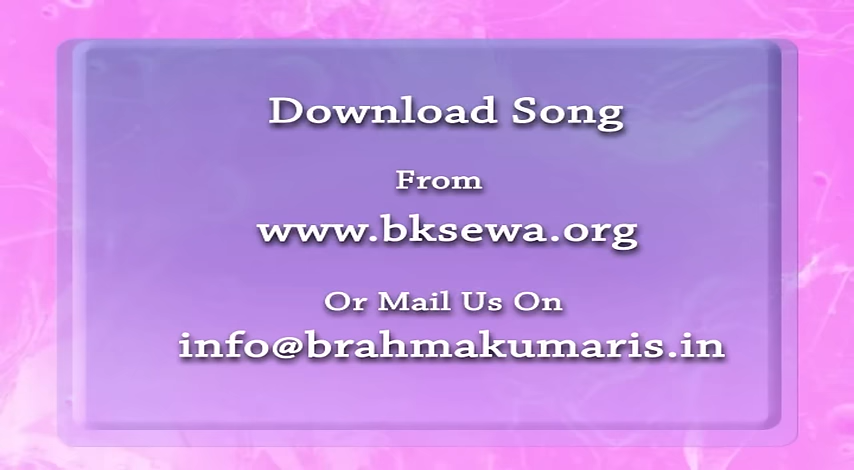 Download Song
From
www.bksewa.org
Or Mail Us On
info@brahmakumaris.in